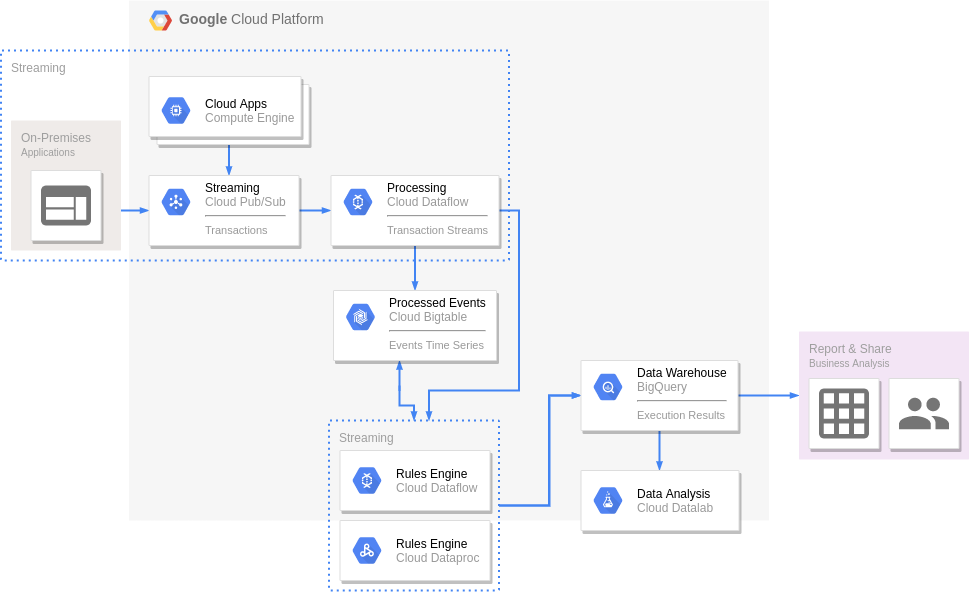 Google Cloud Platform
Streaming
Cloud Apps
Compute Engine
On-Premises
Applications
Streaming
Cloud Pub/Sub
Transactions
Processing
Cloud Dataflow
Transaction Streams
Processed Events
Cloud Bigtable
Events Time Series
Data Warehouse
BigQuery
Execution Results
Report & Share
Business Analysis
Streaming
Rules Engine
Cloud Dataflow
Rules Engine
Cloud Dataproc
Data Analysis
Cloud Datalab